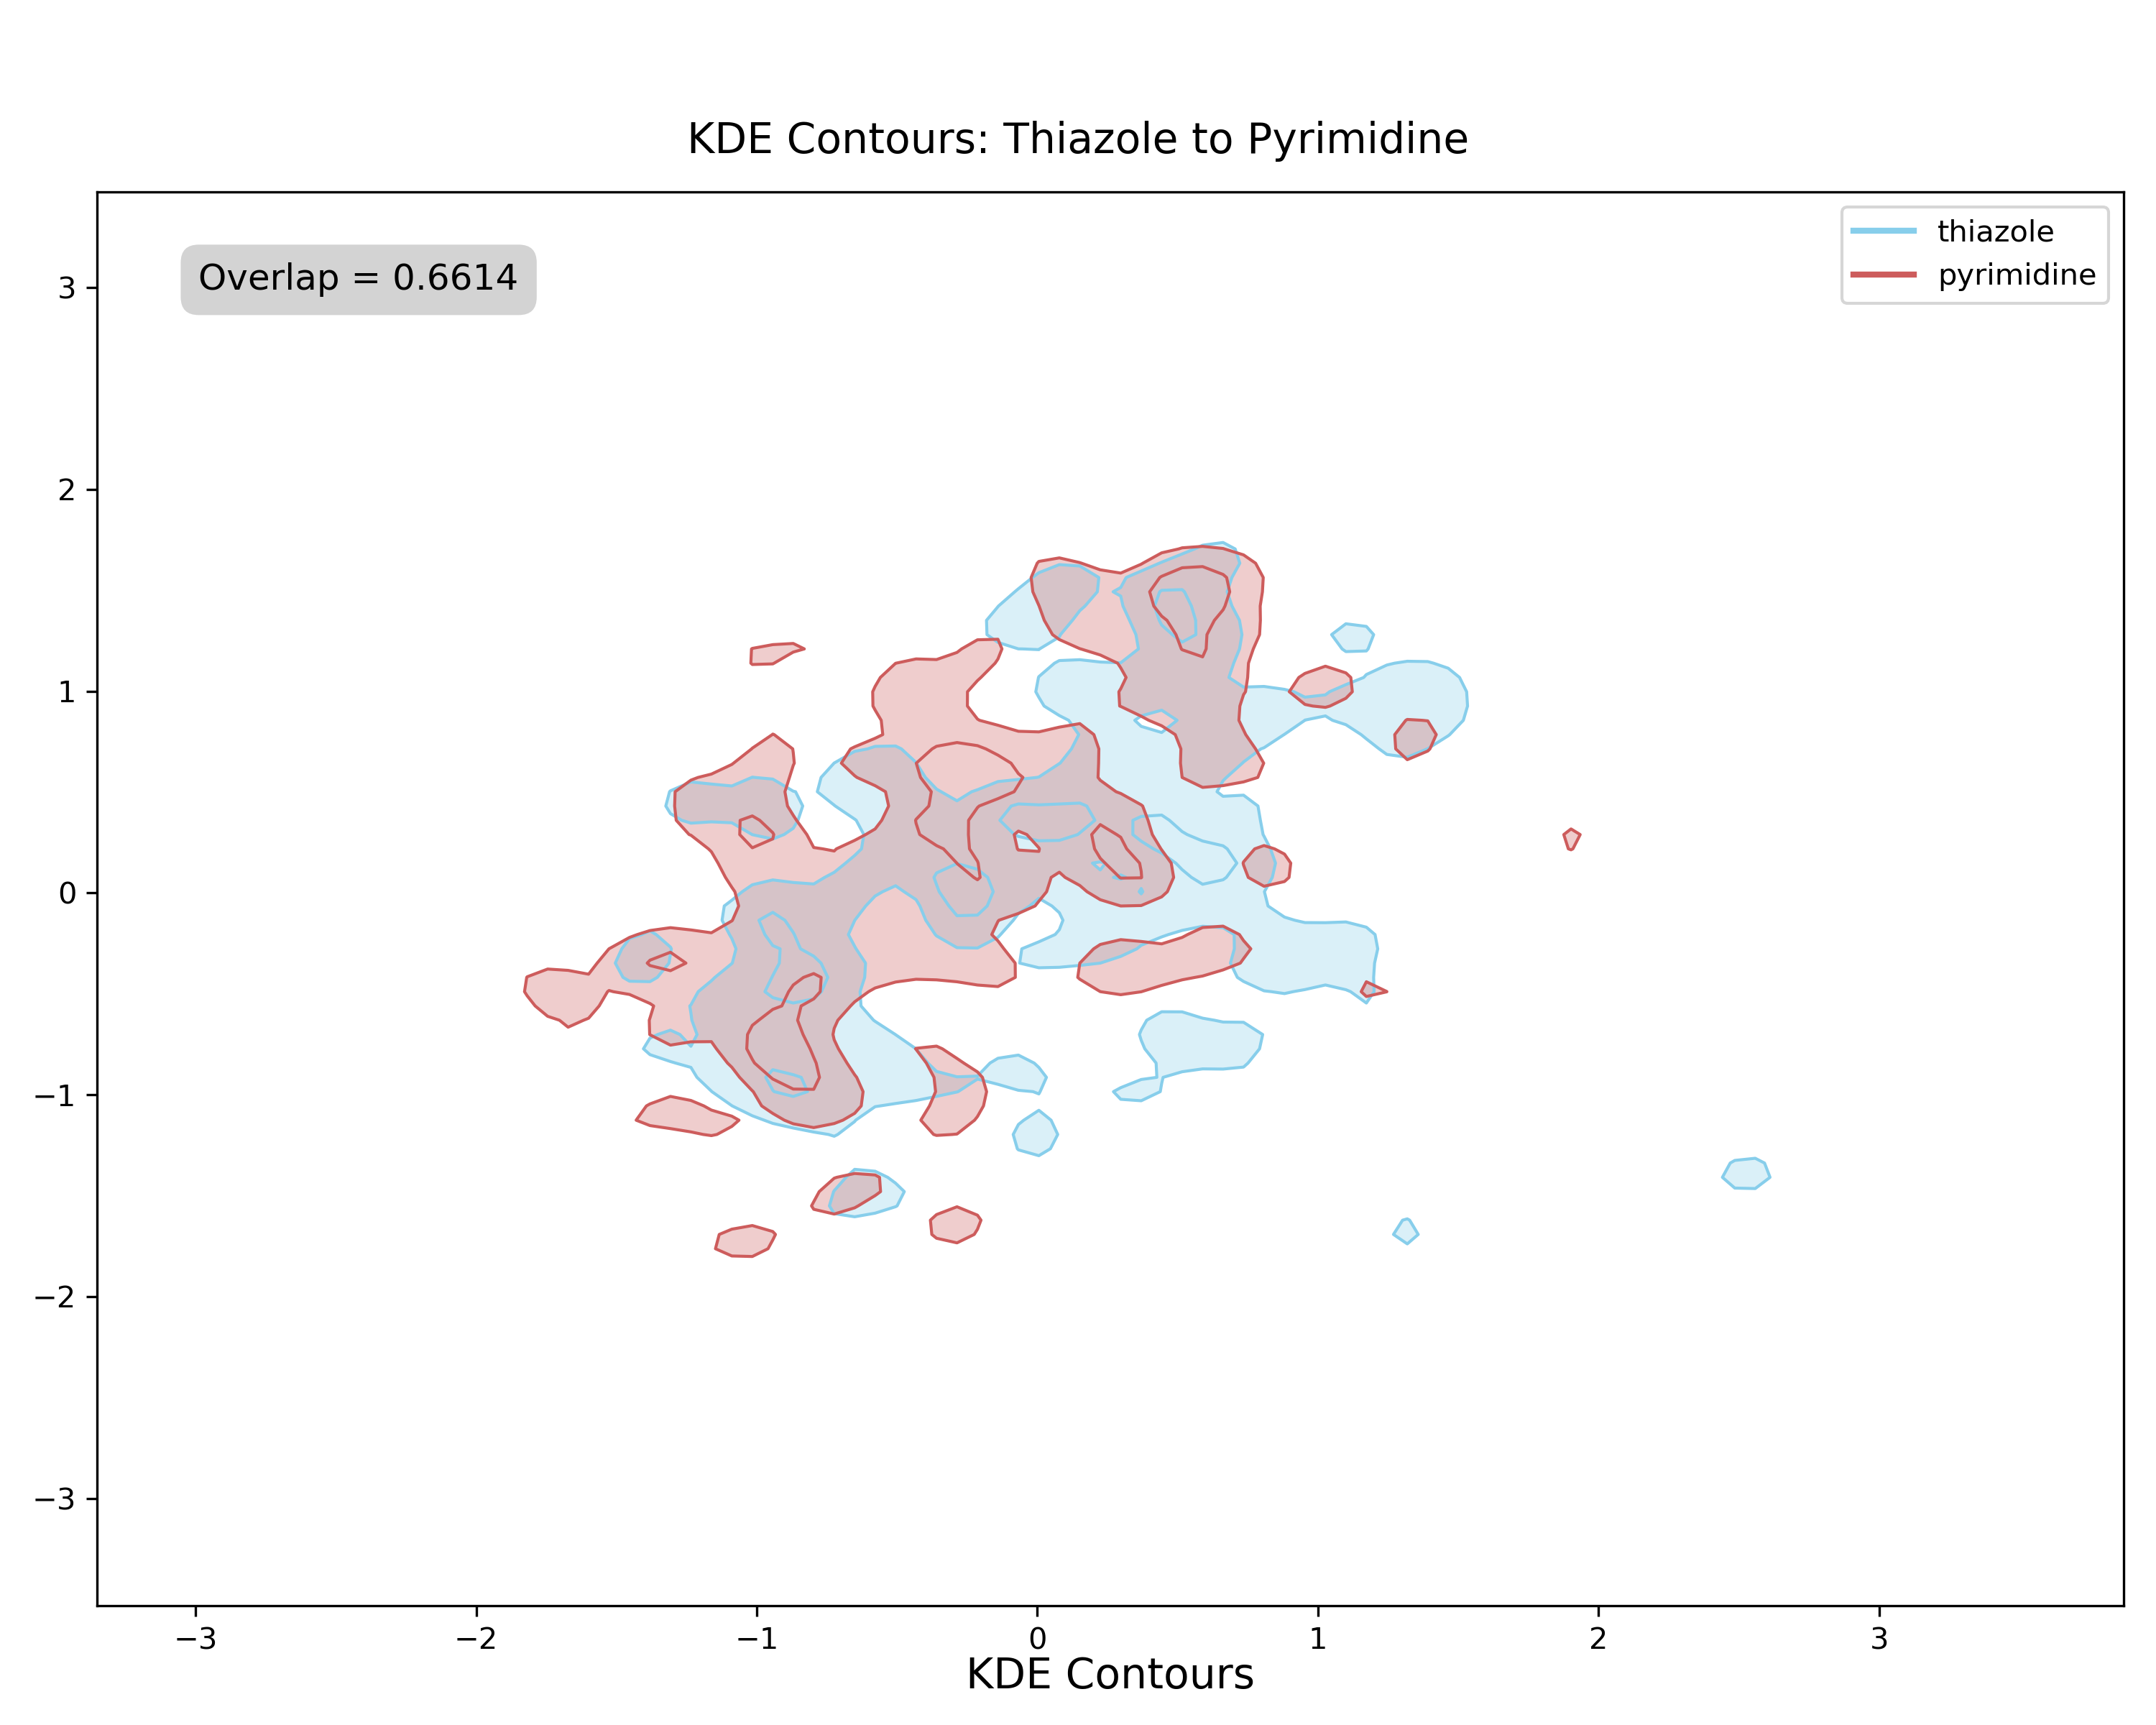 KDE Contours: Thiazole to Pyrimidine
Overlap = 0.6614
thiazole
pyrimidine
3
2
1
0
−1
−2
−3
−3 −2 −1 0 1 2 3
KDE Contours